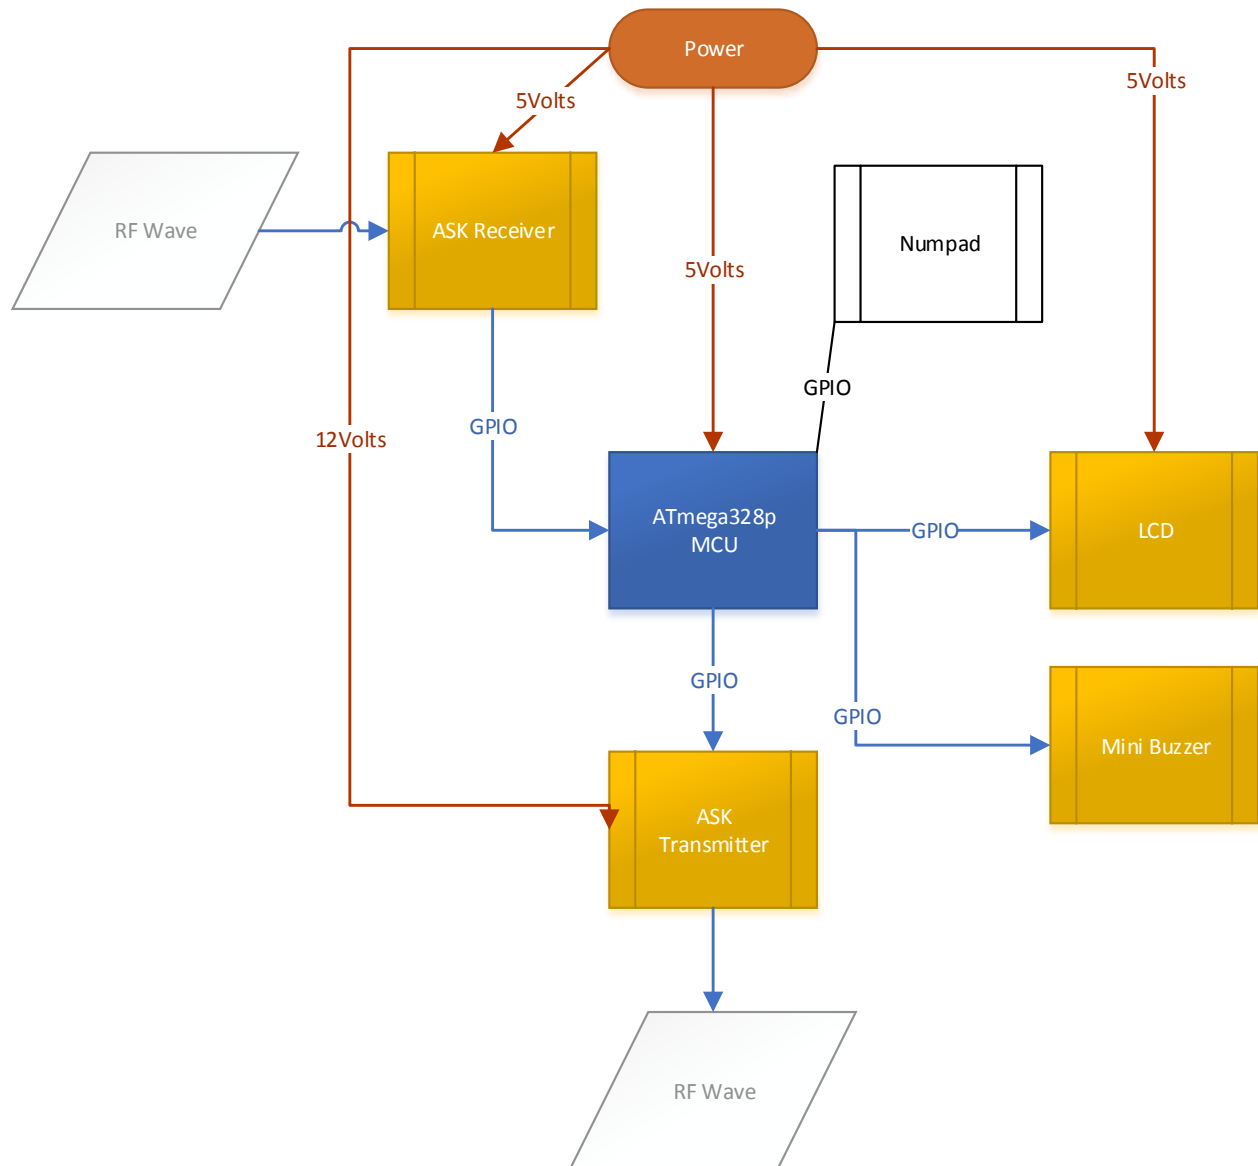 Power
5Volts
5Volts
RF Wave
ASK Receiver
Numpad
5Volts
GPIO
GPIO
12Volts
ATmega328p
MCU
GPIO
LCD
GPIO
GPIO
Mini Buzzer
ASK
Transmitter
RF Wave